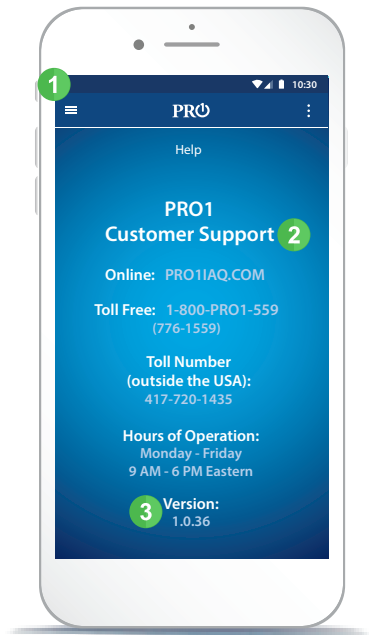 1
10:30
PRO
Help
PRO1
Customer Support 2
Online: PRO1IAQ.COM
Toll Free: 1-800-PRO1-559
(776-1559)
Toll Number
(outside the USA):
417-720-1435
Hours of Operation:
Monday - Friday
9 AM - 6 PM Eastern
3 Version:
1.0.36